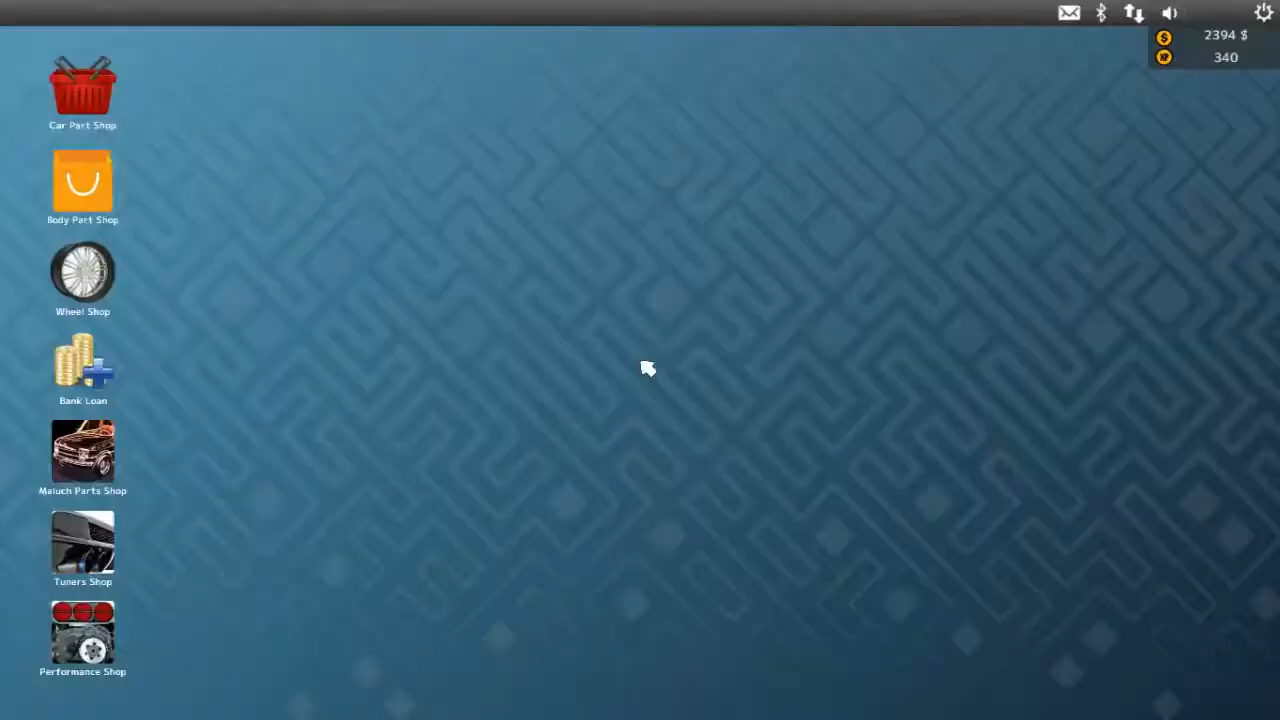 2394 $
XP
340
Car Part Shop
Body Part Shop
Wheel Shop
Bank Loan
Maluch Parts Shop
Tuners Shop
Performance Shop